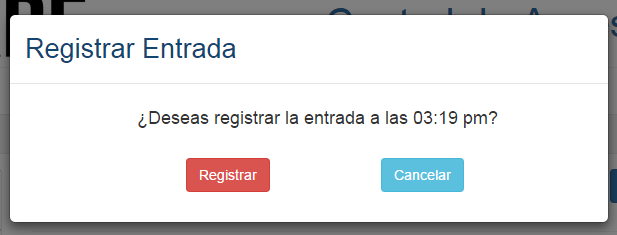 Registrar Entrada
¿Deseas registrar la entrada a las 03:19 pm?
Registrar
Cancelar